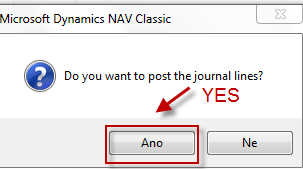 Microsoft Dynamics NAV Classic
Do you want to post the journal lines?
YES
Ano
Ne